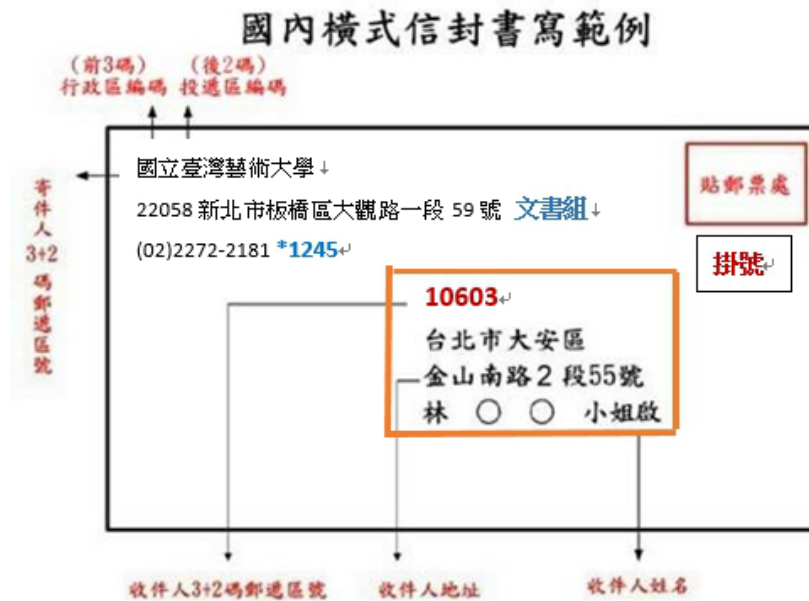 國內橫式信封書寫範例
(前3碼) (後2碼)
行政區編碼 投遞區編碼
寄件人3+2碼郵遞區號
國立臺灣藝術大學↓
22058 新北市板橋區大觀路一段 59 號 文書組↓
(02)2272-2181 *1245↵
貼郵票處
掛號↵
10603↵
台北市大安區
金山南路2段55號
林 ○ ○ 小姐啟
收件人3+2碼郵遞區號 收件人地址 收件人姓名